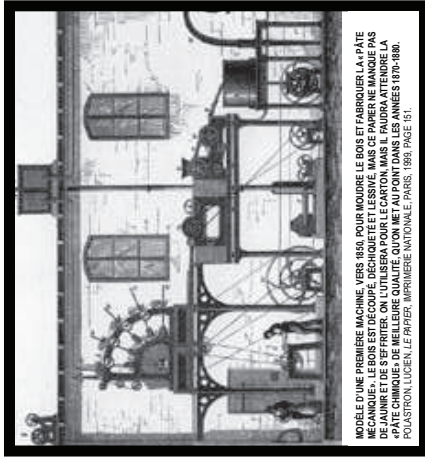 MODÈLE D'UNE PREMIÈRE MACHINE, VERS 1850, POUR MOUDRE LE BOIS ET FABRIQUER LA « PÂTE
MÉCANIQUE ». LE BOIS EST DÉCOUPÉ, DÉCHIQUETÉ ET LESSIVÉ, MAIS CE PAPIER NE MANQUE PAS
DE JAUNIR ET DE S'EFFRITER. ON L'UTILISERA POUR LE CARTON, MAIS IL FAUDRA ATTENDRE LA
« PÂTE CHIMIQUE » DE MEILLEURE QUALITÉ, QU'ON MET AU POINT DANS LES ANNÉES 1870-1880.
POLASTRON, LUCIEN, LE PAPIER, IMPRIMERIE NATIONALE, PARIS, 1999, PAGE 151.